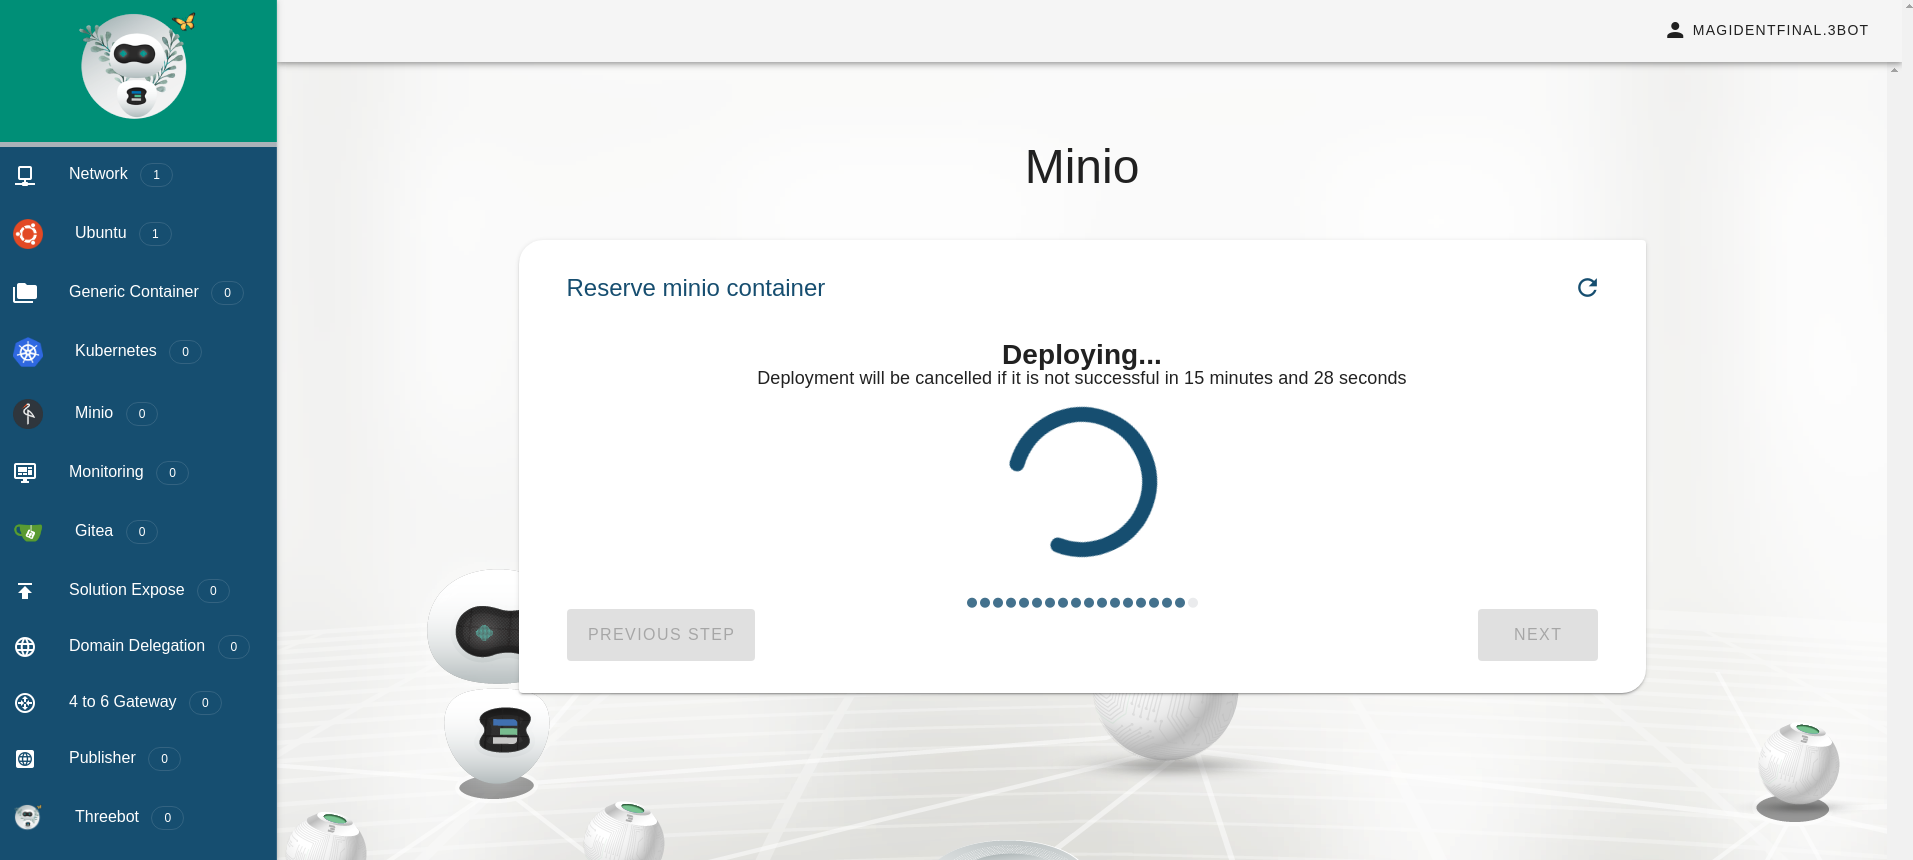 MAGIDENTFINAL.3BOT
Network 1
Ubuntu 1
Generic Container 0
Kubernetes 0
Minio 0
Monitoring 0
Gitea 0
Solution Expose 0
Domain Delegation 0
4 to 6 Gateway 0
Publisher 0
Threebot 0
Minio
Reserve minio container
Deploying...
Deployment will be cancelled if it is not successful in 15 minutes and 28 seconds
PREVIOUS STEP
NEXT